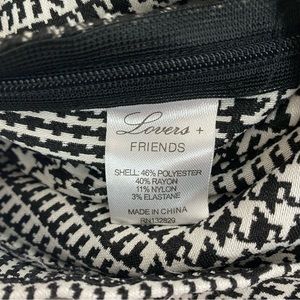 Lovers +
FRIENDS
SHELL: 46% POLYESTER
40% RAYON
11% NYLON
3% ELASTANE
MADE IN CHINA
RN132829